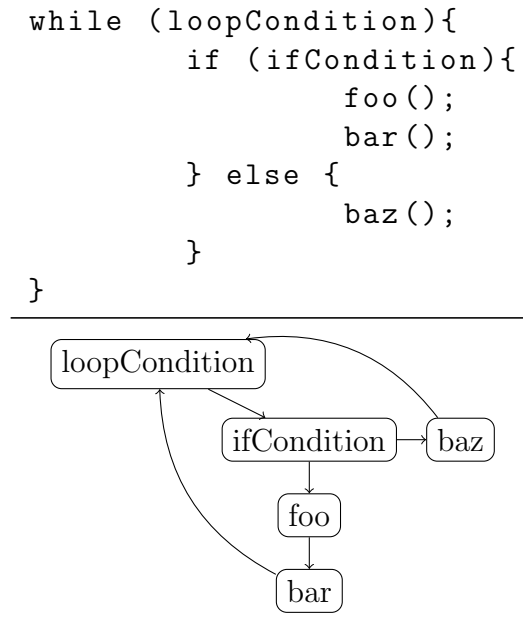 while (loopCondition){
if (ifCondition){
foo();
bar();
} else {
baz();
}
}
loopCondition
ifCondition
baz
foo
bar